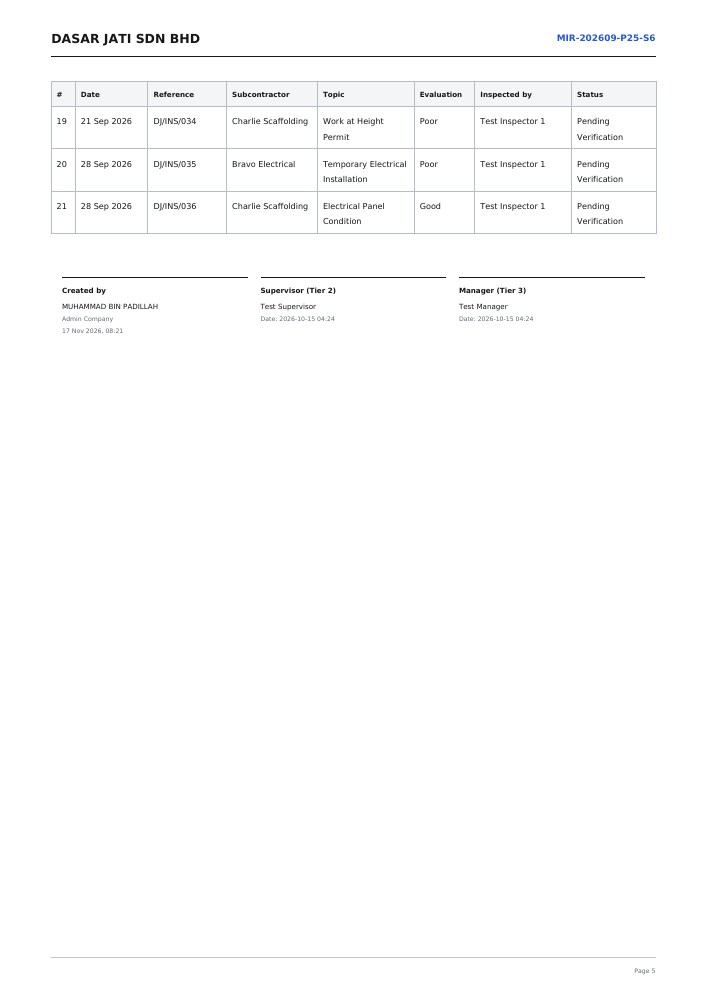 DASAR JATI SDN BHD
MIR-202609-P25-S6
# Date Reference Subcontractor Topic Evaluation Inspected by Status
19 21 Sep 2026 DJ/INS/034 Charlie Scaffolding Work at Height Permit Poor Test Inspector 1 Pending Verification
20 28 Sep 2026 DJ/INS/035 Bravo Electrical Temporary Electrical Installation Poor Test Inspector 1 Pending Verification
21 28 Sep 2026 DJ/INS/036 Charlie Scaffolding Electrical Panel Condition Good Test Inspector 1 Pending Verification
Created by
MUHAMMAD BIN PADILLAH
Admin Company
17 Nov 2026, 08:21
Supervisor (Tier 2)
Test Supervisor
Date: 2026-10-15 04:24
Manager (Tier 3)
Test Manager
Date: 2026-10-15 04:24
Page 5